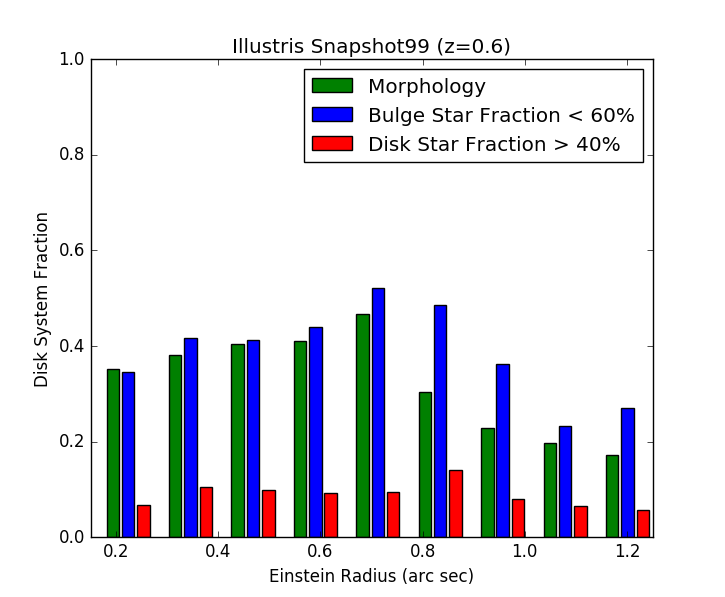 Illustris Snapshot99 (z=0.6)
Morphology
Bulge Star Fraction < 60%
Disk Star Fraction > 40%
Disk System Fraction
1.0
0.8
0.6
0.4
0.2
0.0
0.2 0.4 0.6 0.8 1.0 1.2
Einstein Radius (arc sec)